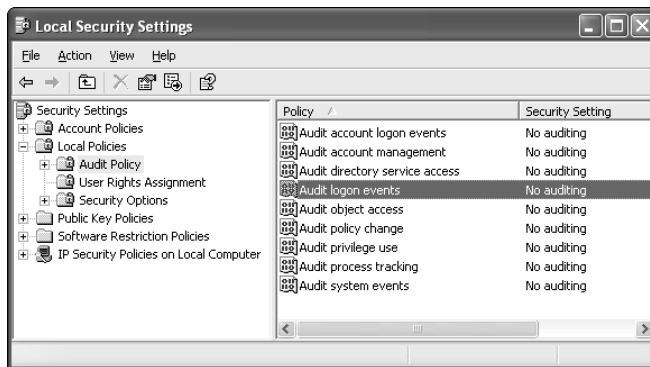 Local Security Settings
File Action View Help
Security Settings
Account Policies
Local Policies
Audit Policy
User Rights Assignment
Security Options
Public Key Policies
Software Restriction Policies
IP Security Policies on Local Computer
Policy Security Setting
Audit account logon events No auditing
Audit account management No auditing
Audit directory service access No auditing
Audit logon events No auditing
Audit object access No auditing
Audit policy change No auditing
Audit privilege use No auditing
Audit process tracking No auditing
Audit system events No auditing